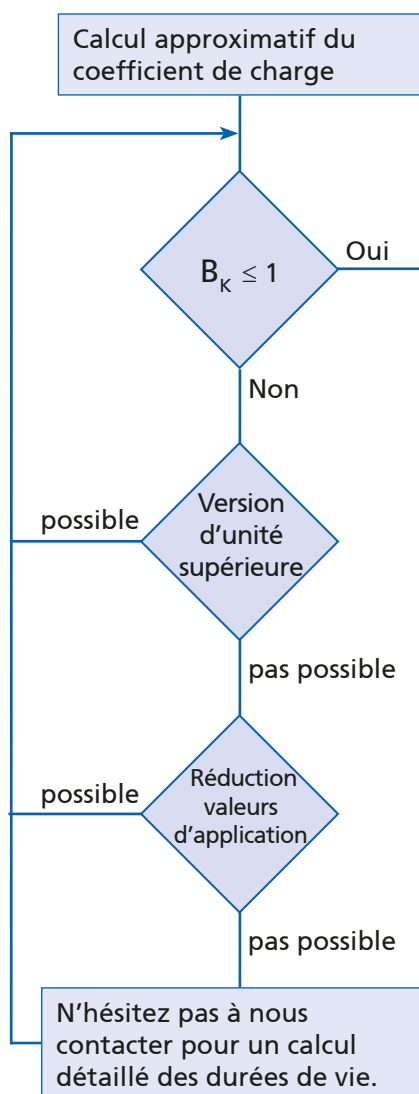 Calcul approximatif du
coefficient de charge
Oui
B_K ≤ 1
Non
Version
d'unité
supérieure
possible
pas possible
Réduction
valeurs
d'application
possible
pas possible
N'hésitez pas à nous
contacter pour un calcul
détaillé des durées de vie.